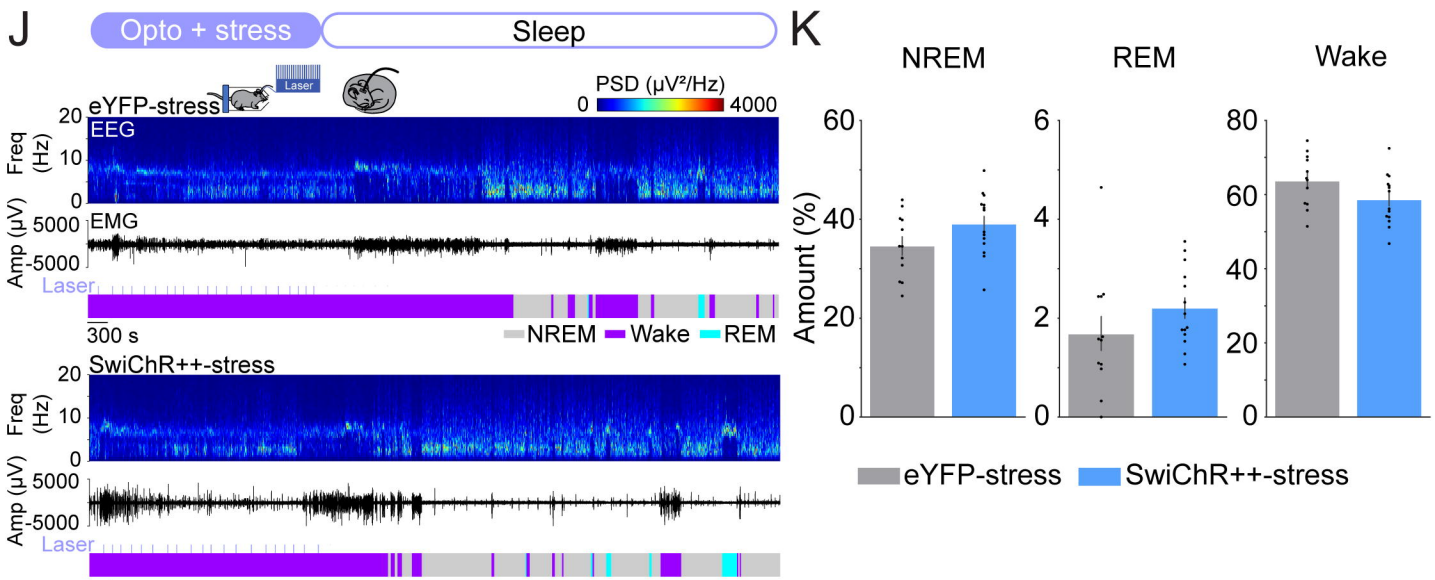 J
Opto + stress
Sleep
Laser
PSD (µV²/Hz)
0
4000
eYFP-stress
EEG
Freq
(Hz)
20
10
0
EMG
Amp (µV)
5000
-5000
Laser
300 s
NREM
Wake
REM
SwiChR++-stress
Freq
(Hz)
20
10
0
Amp (µV)
5000
-5000
Laser
K
NREM
REM
Wake
Amount (%)
60
40
20
0
6
4
2
0
80
60
40
20
0
eYFP-stress
SwiChR++-stress